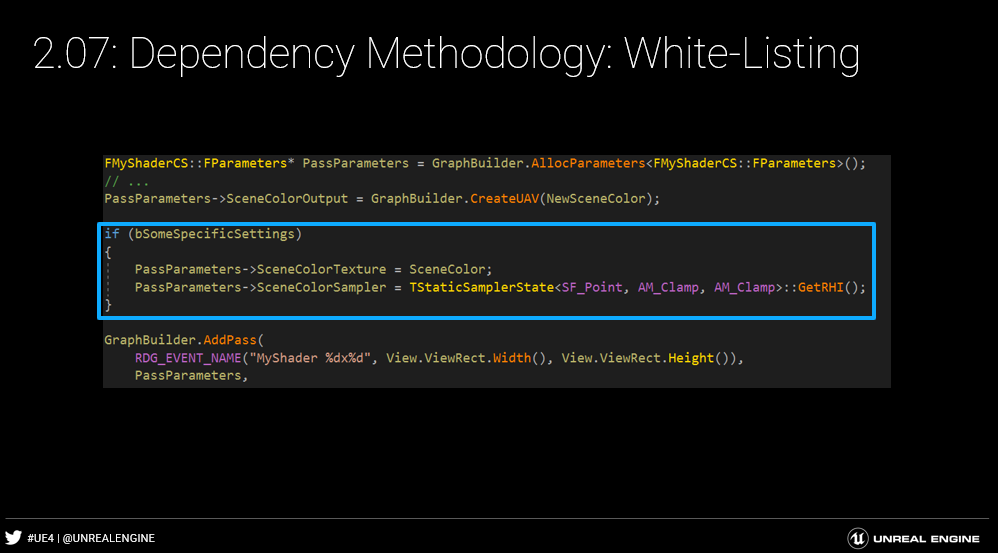 2.07: Dependency Methodology: White-Listing
FMyShaderCS::FParameters* PassParameters = GraphBuilder.AllocParameters<FMyShaderCS::FParameters>();
// ...
PassParameters->SceneColorOutput = GraphBuilder.CreateUAV(NewSceneColor);
if (bSomeSpecificSettings)
{
PassParameters->SceneColorTexture = SceneColor;
PassParameters->SceneColorSampler = TStaticSamplerState<SF_Point, AM_Clamp, AM_Clamp>::GetRHI();
}
GraphBuilder.AddPass(
RDG_EVENT_NAME("MyShader %dx%d", View.ViewRect.Width(), View.ViewRect.Height()),
PassParameters,
#UE4 | @UNREALENGINE
UNREAL ENGINE